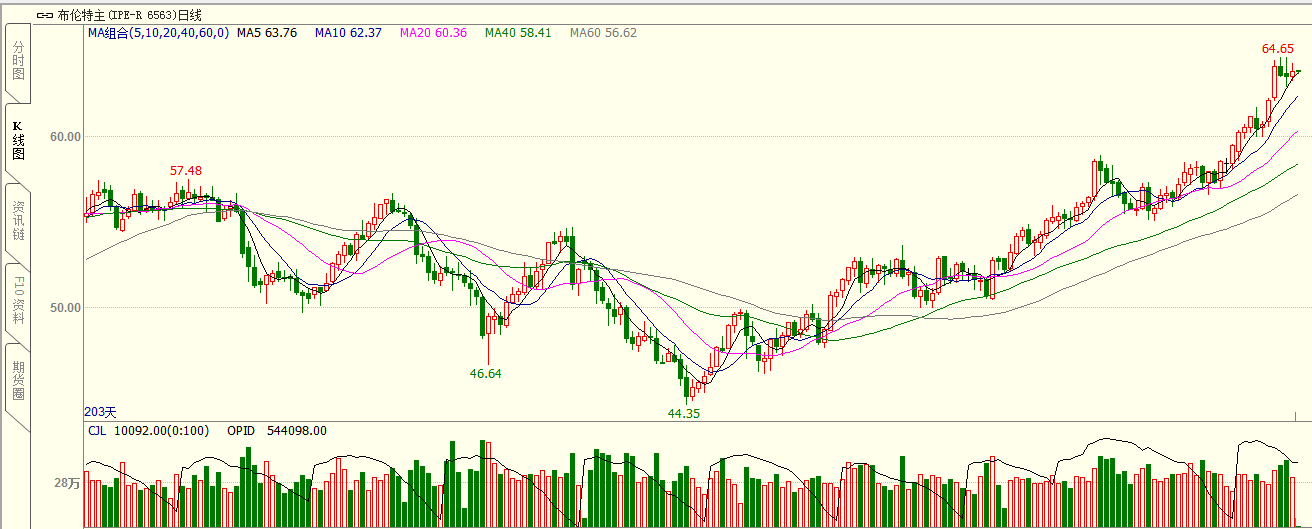 布伦特主(IPE-R 6563)日线
MA组合(5,10,20,40,60,0) MA5 63.76 MA10 62.37 MA20 60.36 MA40 58.41 MA60 56.62
分时图
K线图
资讯链
F10资料
期货圈
64.65
60.00
57.48
50.00
46.64
44.35
203天
CJL 10092.00(0:100) OPID 544098.00
28万